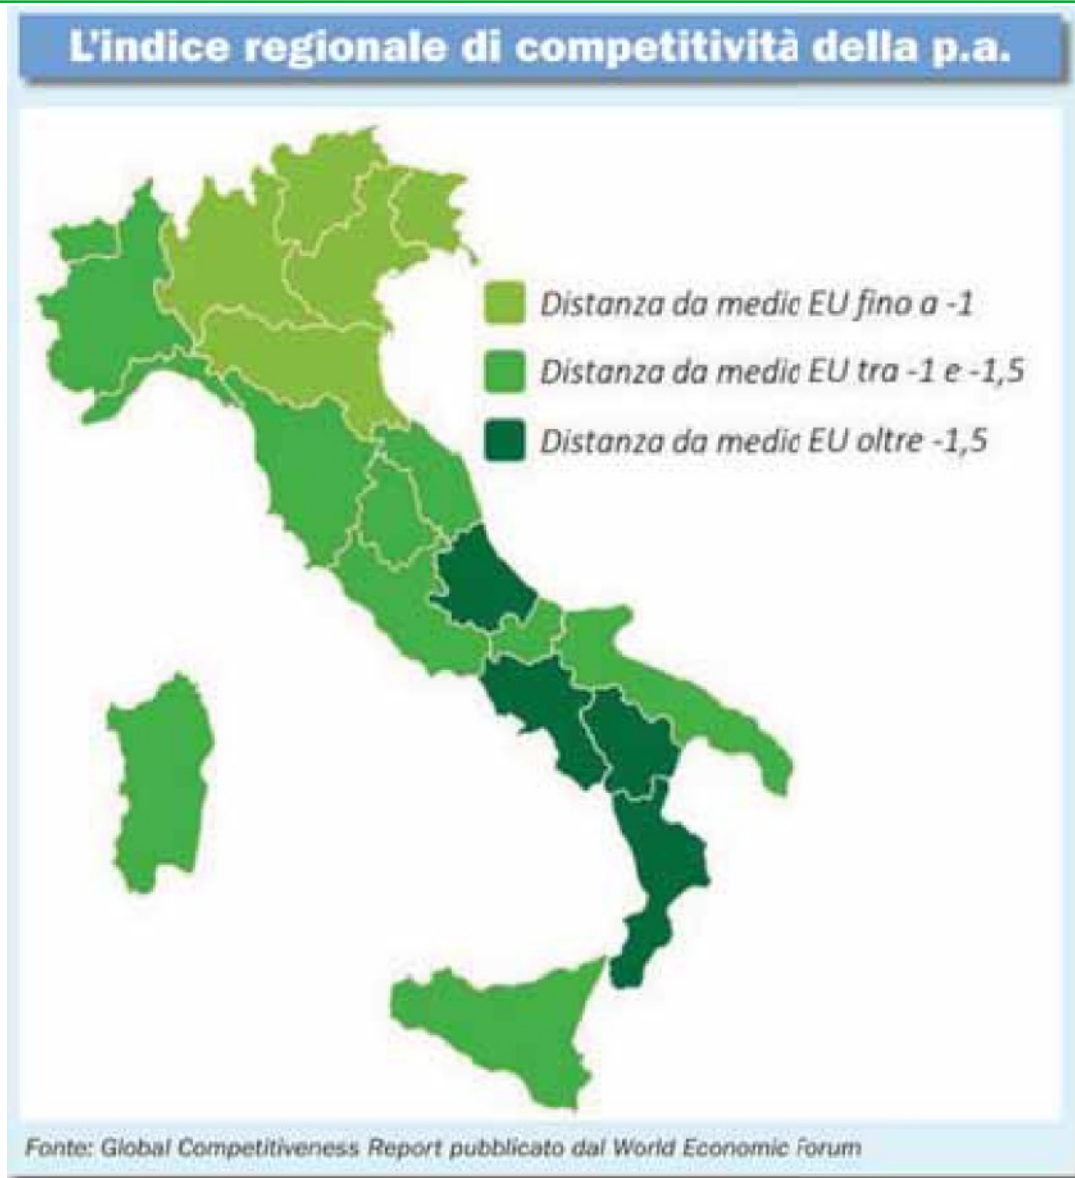 L'indice regionale di competitività della p.a.
Distanza da medic EU fino a -1
Distanza da medic EU tra -1 e -1,5
Distanza da medic EU oltre -1,5
Fonte: Global Competitiveness Report pubblicato dal World Economic Forum